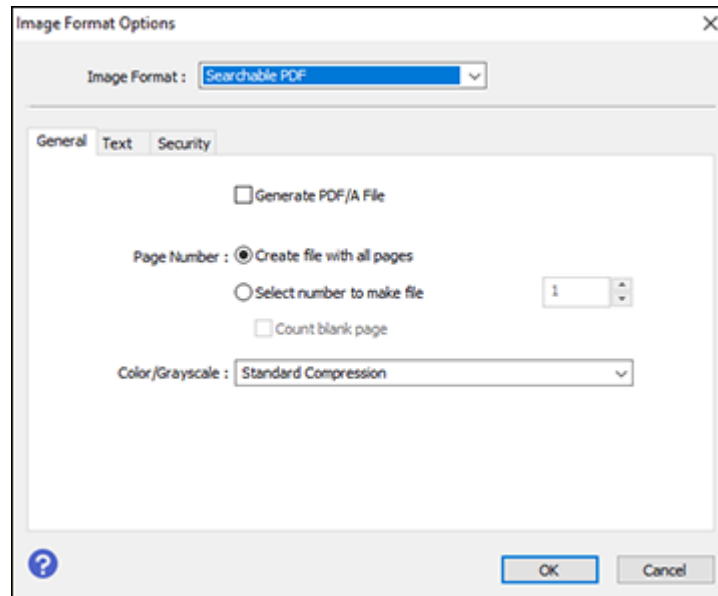 Image Format Options
Image Format : Searchable PDF
General Text Security
Generate PDF/A File
Page Number : Create file with all pages
Select number to make file 1
Count blank page
Color/Grayscale : Standard Compression
? OK Cancel